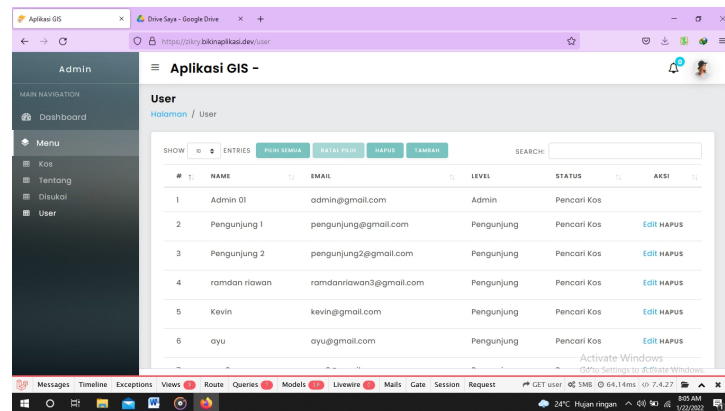 Aplikasi GIS
Drive Saya - Google Drive
https://zikry.bikinaplikasi.dev/user
Admin
Aplikasi GIS -
0
MAIN NAVIGATION
Dashboard
Menu
Kos
Tentang
Disukai
User
User
Halaman / User
SHOW 10 ENTRIES PILIH SEMUA BATAL PILIH HAPUS TAMBAH SEARCH:
# NAME EMAIL LEVEL STATUS AKSI
1 Admin 01 admin@gmail.com Admin Pencari Kos
2 Pengunjung 1 pengunjung@gmail.com Pengunjung Pencari Kos Edit HAPUS
3 Pengunjung 2 pengunjung2@gmail.com Pengunjung Pencari Kos Edit HAPUS
4 ramdan riawan ramdanriawan3@gmail.com Pengunjung Pencari Kos Edit HAPUS
5 Kevin kevin@gmail.com Pengunjung Pencari Kos Edit HAPUS
6 ayu ayu@gmail.com Pengunjung Pencari Kos Edit HAPUS
Activate Windows
Go to Settings to activate Windows.
Messages Timeline Exceptions Views Route Queries Models Livewire Mails Gate Session Request GET user 5MB 64.14ms 7.4.27
24°C Hujan ringan 8:05 AM
1/22/2022